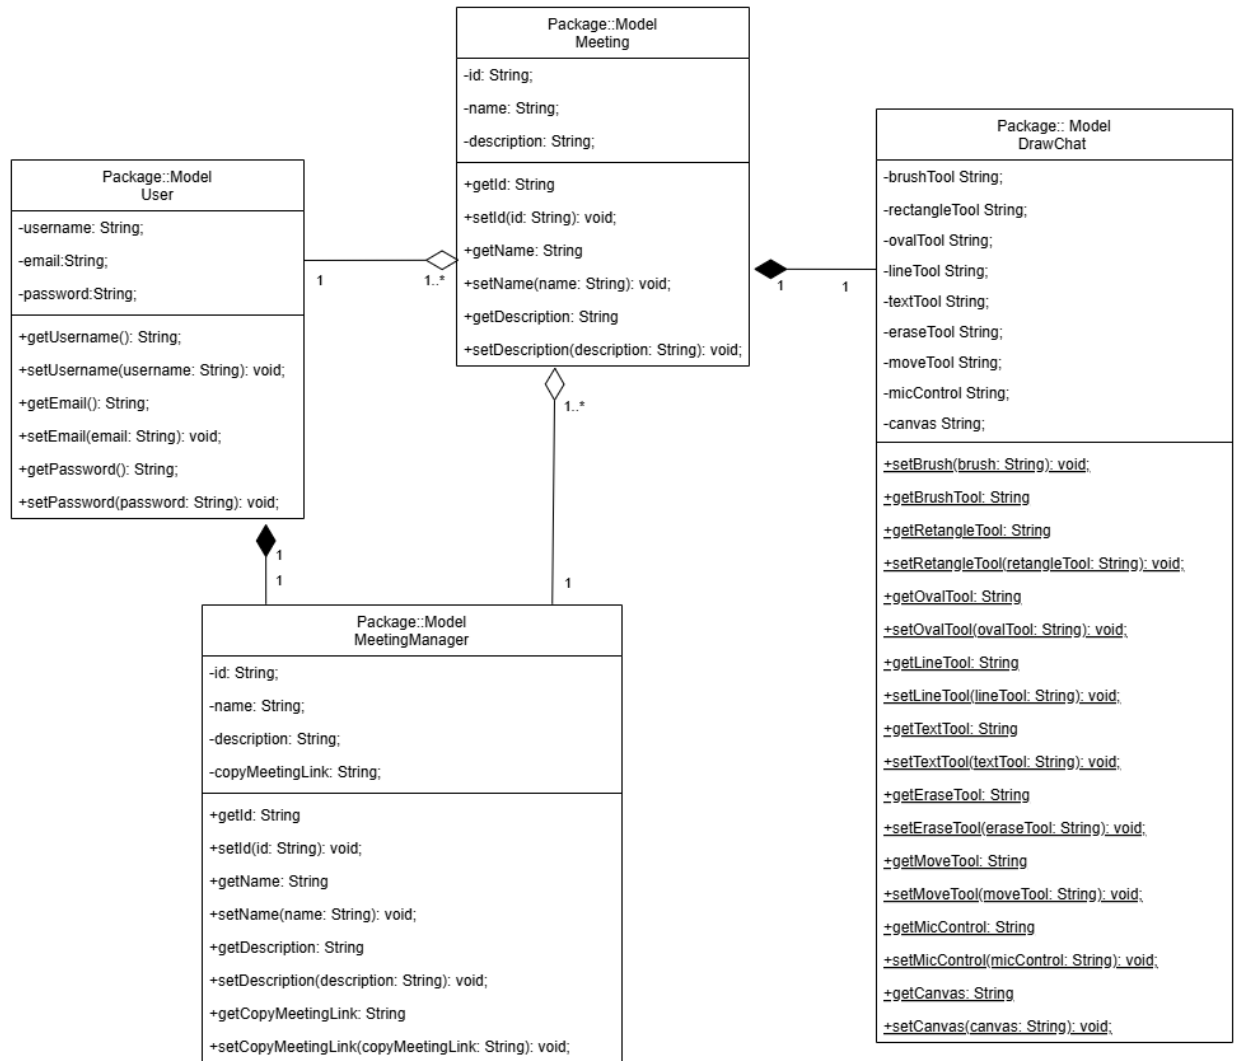 Package::Model
Meeting
-id: String;
-name: String;
-description: String;
+getId: String
+setId(id: String): void;
+getName: String
+setName(name: String): void;
+getDescription: String
+setDescription(description: String): void;
Package::Model
User
-username: String;
-email:String;
-password:String;
+getUsername(): String;
+setUsername(username: String): void;
+getEmail(): String;
+setEmail(email: String): void;
+getPassword(): String;
+setPassword(password: String): void;
1
1..*
1
1
1..*
1
1
1
Package:: Model
DrawChat
-brushTool String;
-rectangleTool String;
-ovalTool String;
-lineTool String;
-textTool String;
-eraseTool String;
-moveTool String;
-micControl String;
-canvas String;
+setBrush(brush: String): void;
+getBrushTool: String
+getRetangleTool: String
+setRetangleTool(retangleTool: String): void;
+getOvalTool: String
+setOvalTool(ovalTool: String): void;
+getLineTool: String
+setLineTool(lineTool: String): void;
+getTextTool: String
+setTextTool(textTool: String): void;
+getEraseTool: String
+setEraseTool(eraseTool: String): void;
+getMoveTool: String
+setMoveTool(moveTool: String): void;
+getMicControl: String
+setMicControl(micControl: String): void;
+getCanvas: String
+setCanvas(canvas: String): void;
Package::Model
MeetingManager
-id: String;
-name: String;
-description: String;
-copyMeetingLink: String;
+getId: String
+setId(id: String): void;
+getName: String
+setName(name: String): void;
+getDescription: String
+setDescription(description: String): void;
+getCopyMeetingLink: String
+setCopyMeetingLink(copyMeetingLink: String): void;